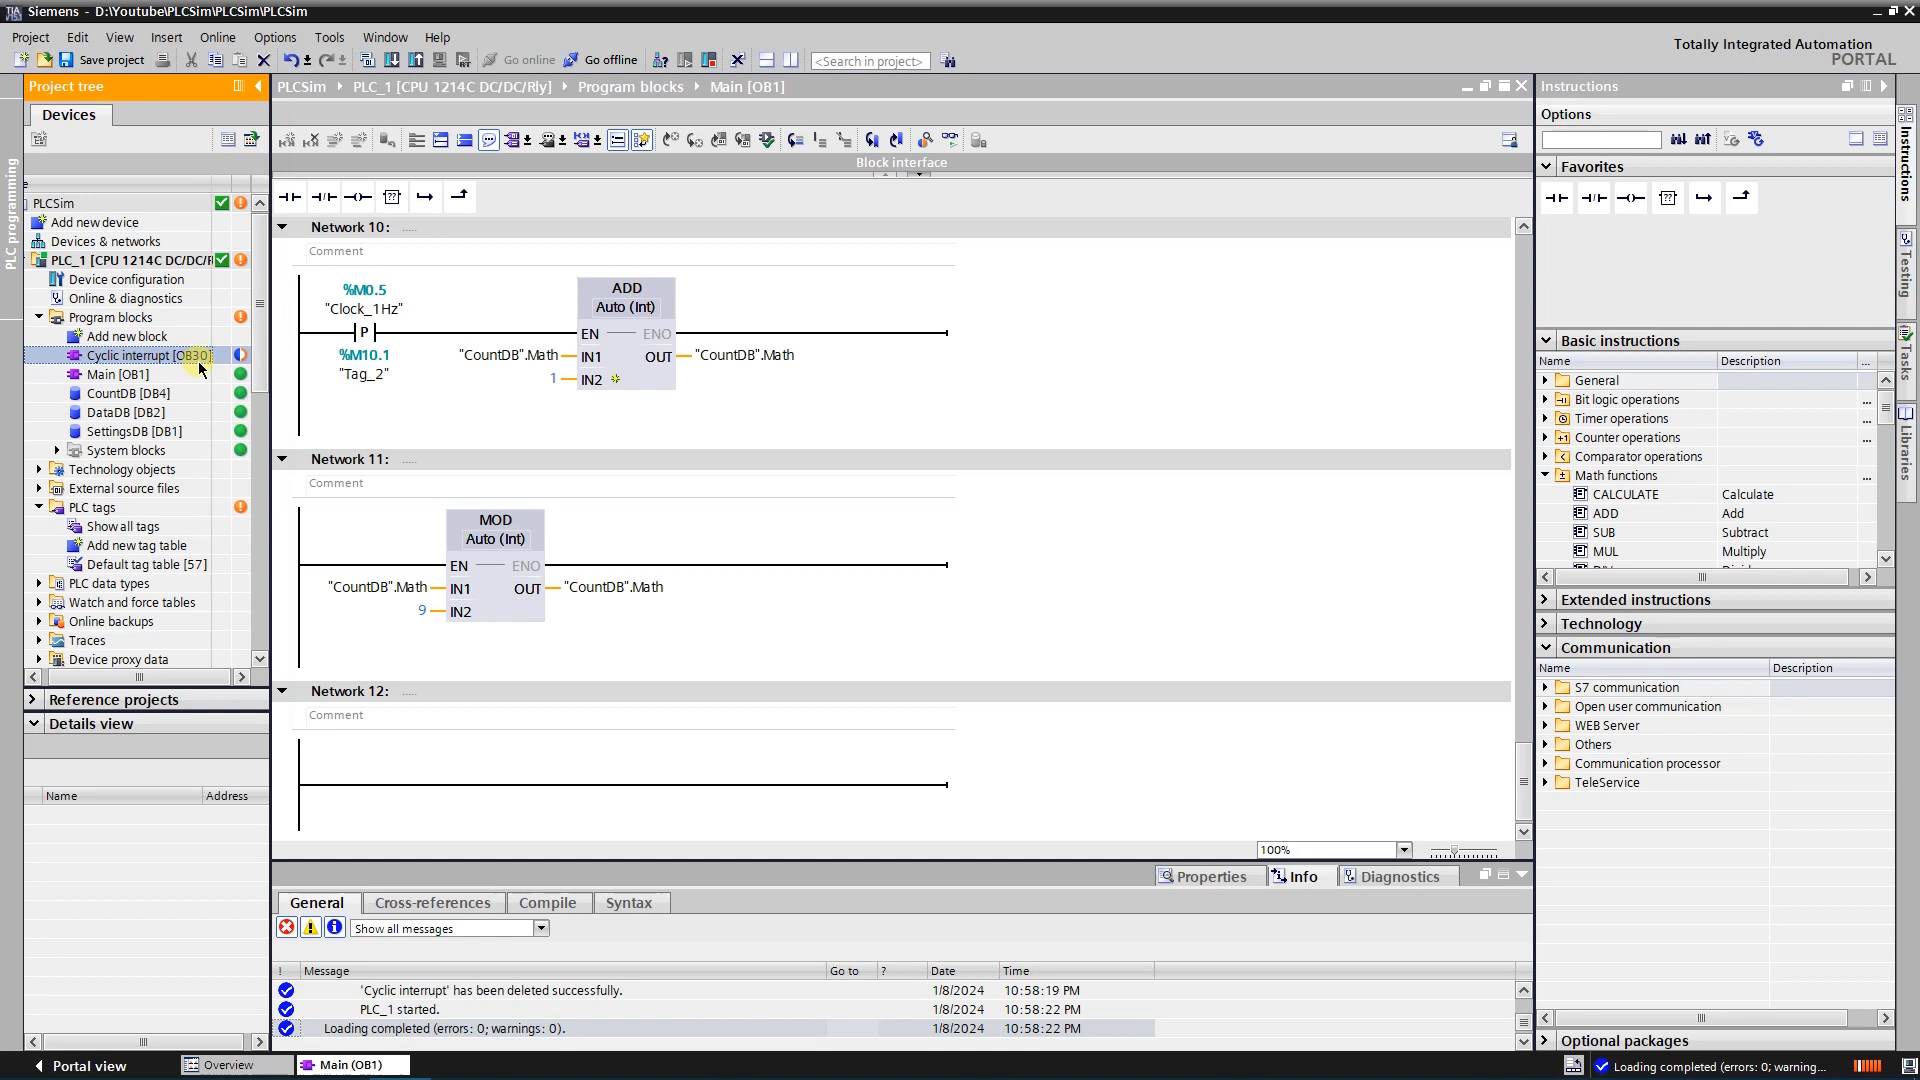 Siemens - D:\Youtube\PLCSim\PLCSim\PLCSim
Project Edit View Insert Online Options Tools Window Help
Totally Integrated Automation
PORTAL
Save project Go online Go offline <Search in project>
Project tree
Devices
PLC programming
PLCSim
Add new device
Devices & networks
PLC_1 [CPU 1214C DC/DC/R
Device configuration
Online & diagnostics
Program blocks
Add new block
Cyclic interrupt [OB30]
Main [OB1]
CountDB [DB4]
DataDB [DB2]
SettingsDB [DB1]
System blocks
Technology objects
External source files
PLC tags
Show all tags
Add new tag table
Default tag table [57]
PLC data types
Watch and force tables
Online backups
Traces
Device proxy data
Reference projects
Details view
Name Address
PLCSim PLC_1 [CPU 1214C DC/DC/Rly] Program blocks Main [OB1]
Block interface
Network 10: .....
Comment
%M0.5
"Clock_1Hz"
P
%M10.1
"Tag_2"
ADD
Auto (Int)
EN ENO
"CountDB".Math IN1 OUT "CountDB".Math
1 IN2
Network 11: .....
Comment
MOD
Auto (Int)
EN ENO
"CountDB".Math IN1 OUT "CountDB".Math
9 IN2
Network 12: .....
Comment
100%
Properties Info Diagnostics
General Cross-references Compile Syntax
Show all messages
! Message Go to ? Date Time
'Cyclic interrupt' has been deleted successfully. 1/8/2024 10:58:19 PM
PLC_1 started. 1/8/2024 10:58:22 PM
Loading completed (errors: 0; warnings: 0). 1/8/2024 10:58:22 PM
Instructions
Options
Favorites
Basic instructions
Name Description ...
General
Bit logic operations ...
Timer operations ...
Counter operations ...
Comparator operations ...
Math functions ...
CALCULATE Calculate
ADD Add
SUB Subtract
MUL Multiply
Extended instructions
Technology
Communication
Name Description
S7 communication
Open user communication
WEB Server
Others
Communication processor
TeleService
Optional packages
Instructions
Testing
Tasks
Libraries
Portal view Overview Main (OB1) Loading completed (errors: 0; warning...